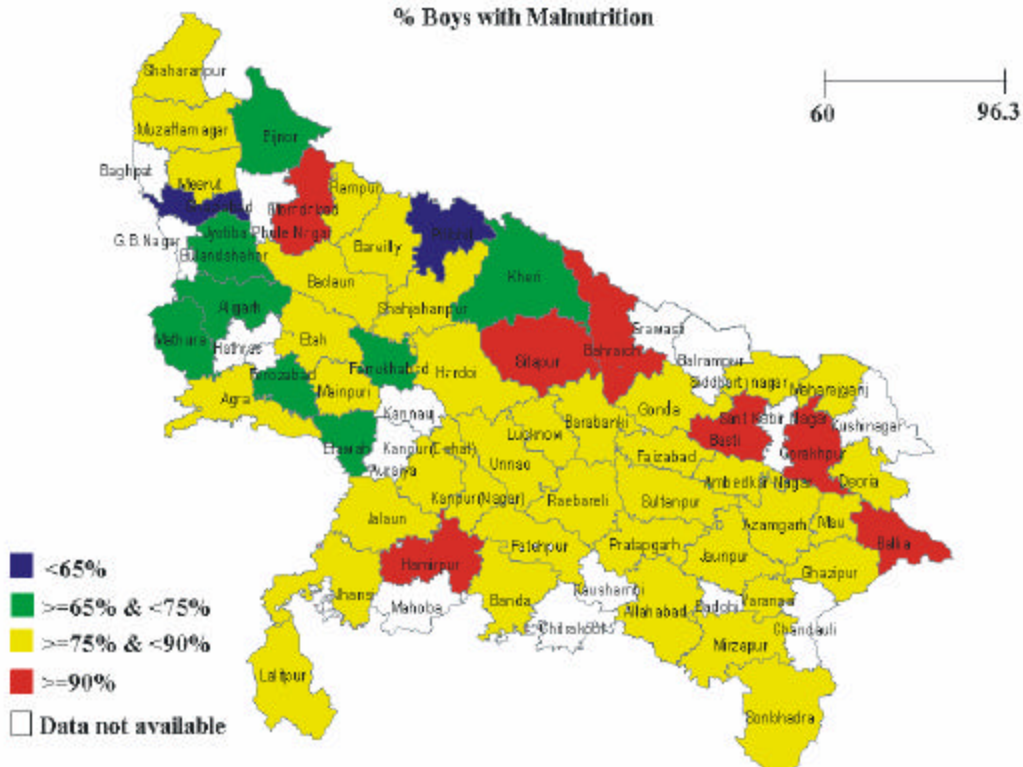 % Boys with Malnutrition
60
96.3
Shaharanpur
Muzaffarnagar
Bijnor
Baghpat
Meerut
Rampur
Moradabad
G.B.Nagar
Jyotiba Phule Nagar
Bulandshahar
Bareilly
Kheri
Badaun
Shahjahanpur
Aligarh
Mathura
Hathras
Etah
Farrukhabad
Sitapur
Bahraich
Srawasti
Balrampur
Firozabad
Mainpuri
Hardoi
Agra
Siddhartjnagar
Maharajganj
Kannauj
Gonda
Sant Kabir Nagar
Kushinagar
Barabanki
Lucknow
Basti
Gorakhpur
Etawah
Kanpur(Dehat)
Faizabad
Auraiya
Unnao
Ambedkar Nagar
Deoria
Kanpur(Nagar)
Raebareli
Sultanpur
Jalaun
Azamgarh
Mau
Ballia
Fatehpur
Pratapgarh
Jaunpur
Hamirpur
Ghazipur
<65%
Jhansi
Mahoba
Banda
Kaushambi
Allahabad
Badohi
Varanasi
>=65% & <75%
Chitrakoot
Chandauli
>=75% & <90%
Mirzapur
Lalitpur
>=90%
Sonbhadra
Data not available